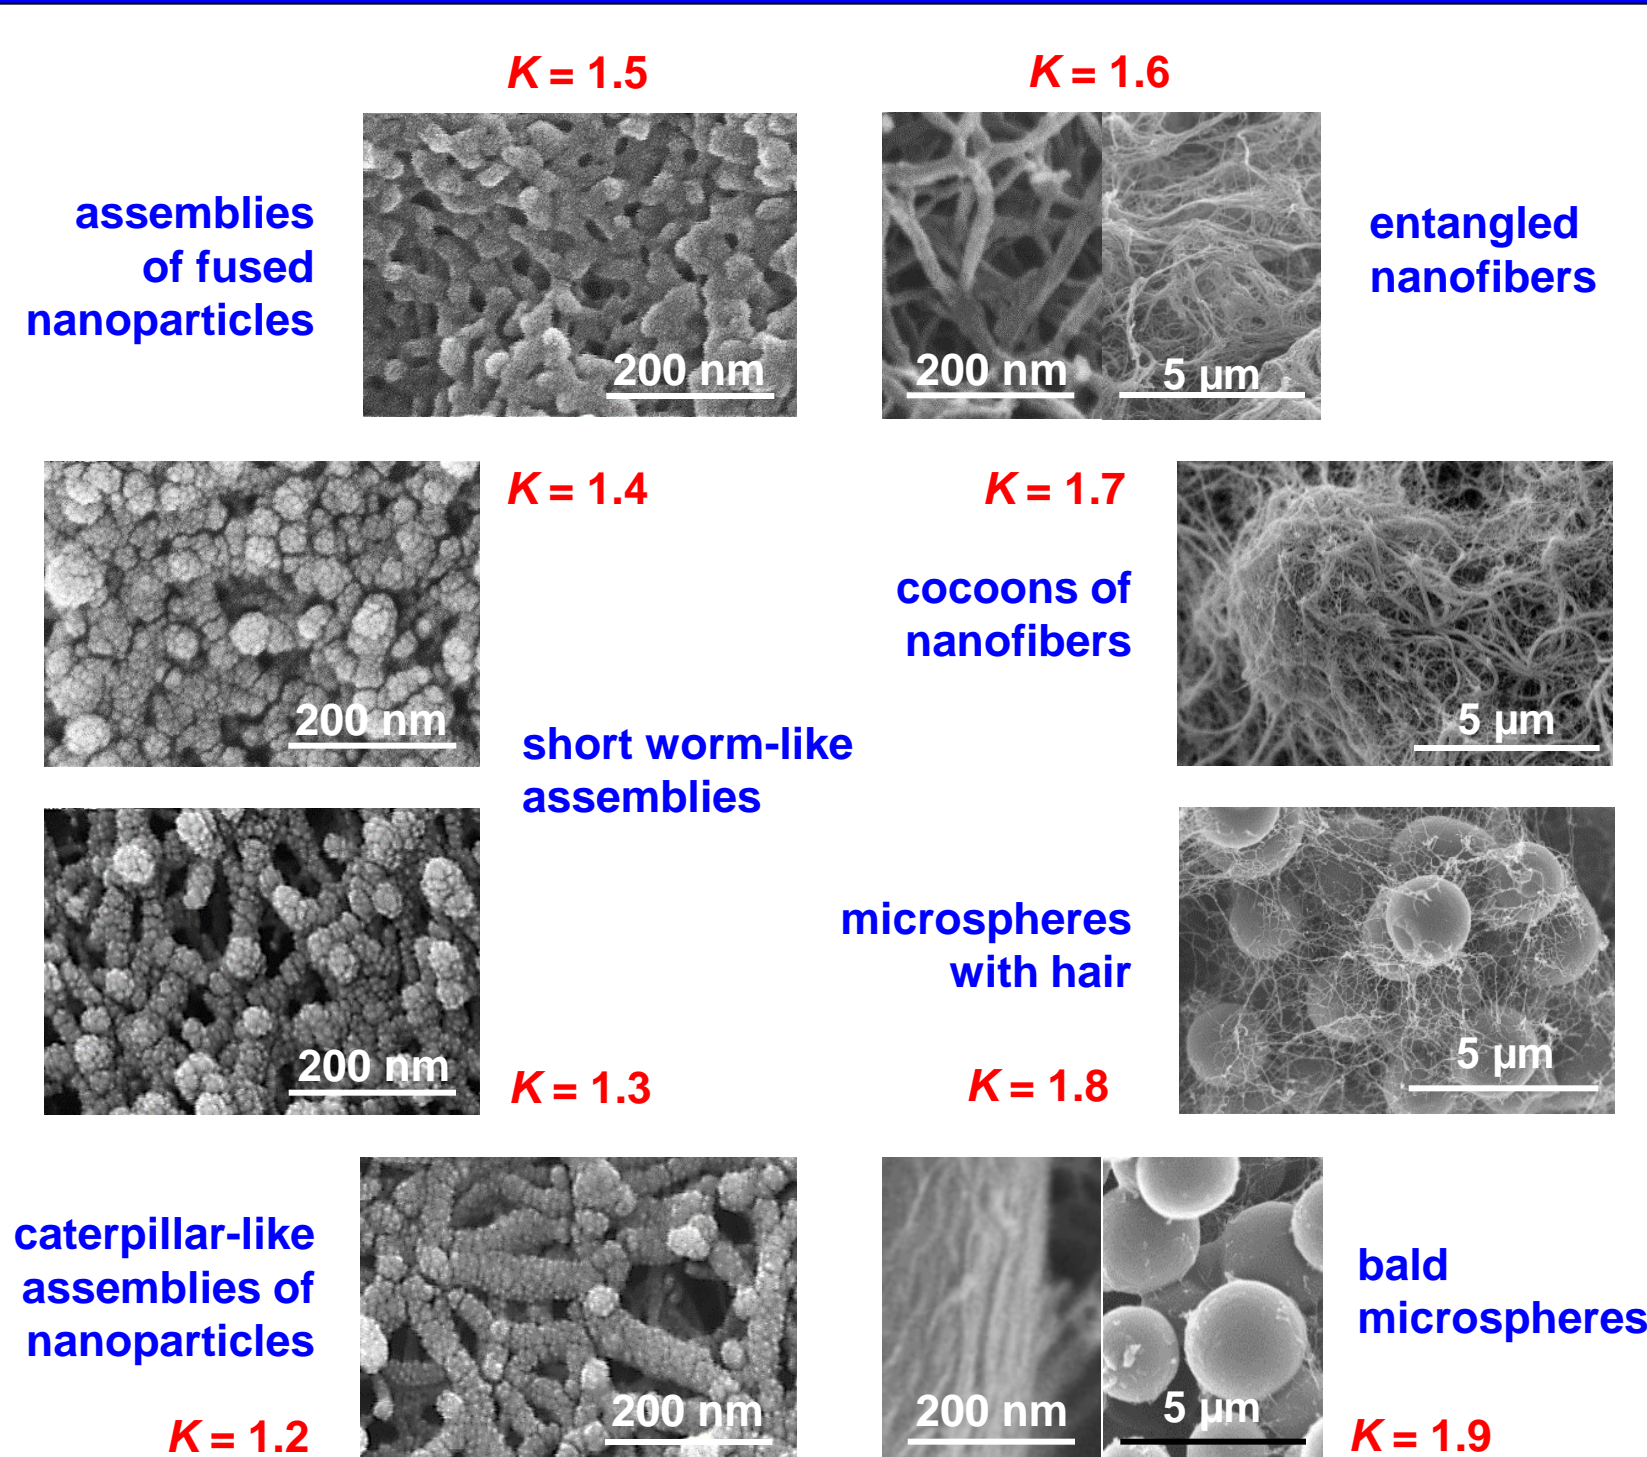 K = 1.5
K = 1.6
assemblies
of fused
nanoparticles
200 nm
200 nm
5 µm
entangled
nanofibers
K = 1.4
K = 1.7
200 nm
short worm-like
assemblies
cocoons of
nanofibers
5 µm
200 nm
K = 1.3
microspheres
with hair
K = 1.8
5 µm
caterpillar-like
assemblies of
nanoparticles
K = 1.2
200 nm
200 nm
5 µm
bald
microspheres
K = 1.9